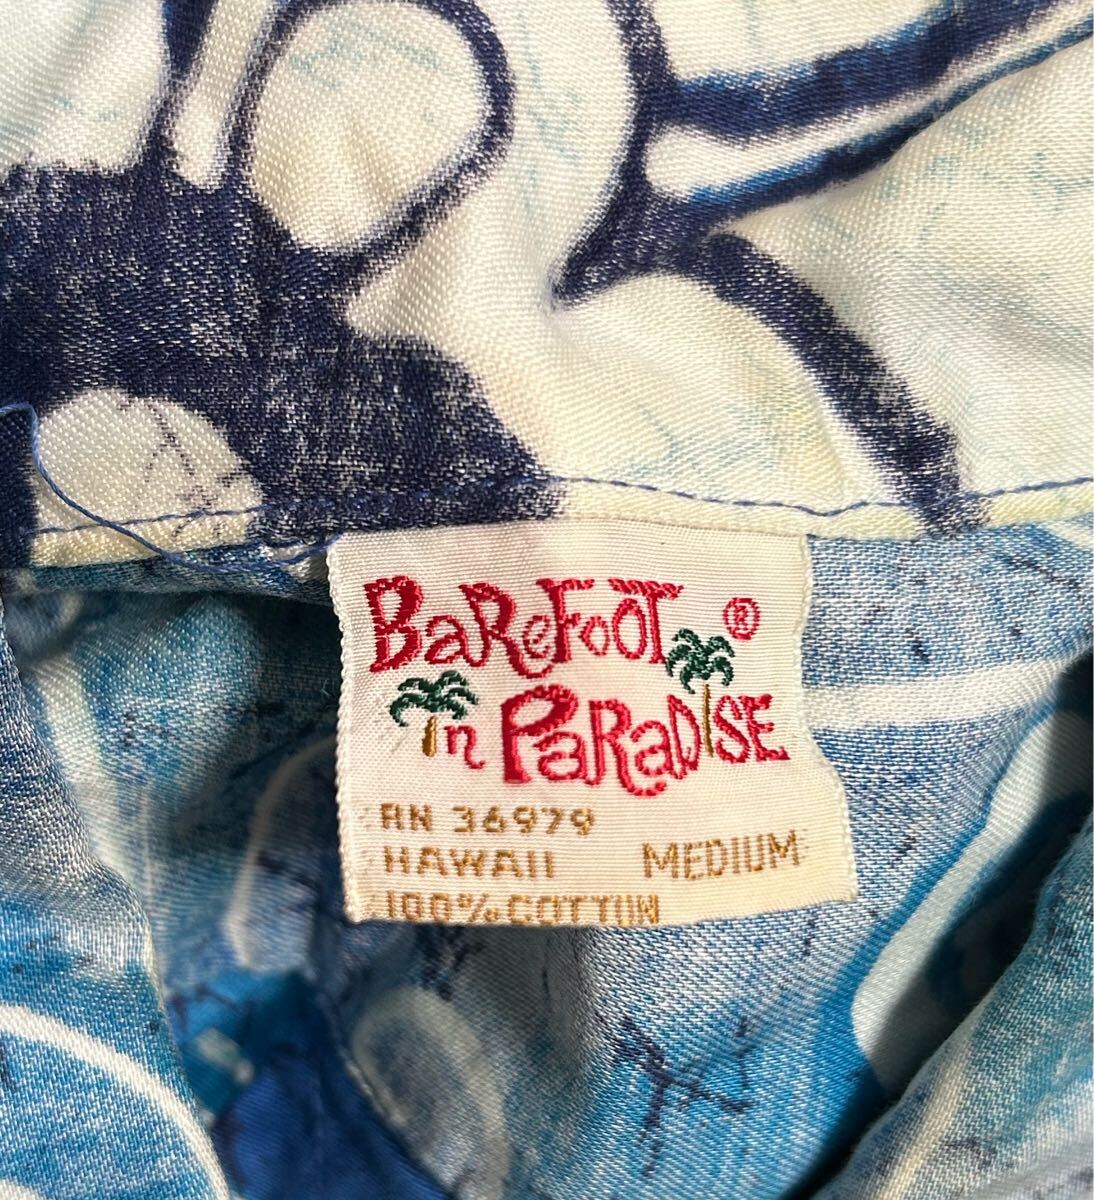 BaReFOOT ®
in PaRaDISE
RN 36979
HAWAII MEDIUM
100% COTTON